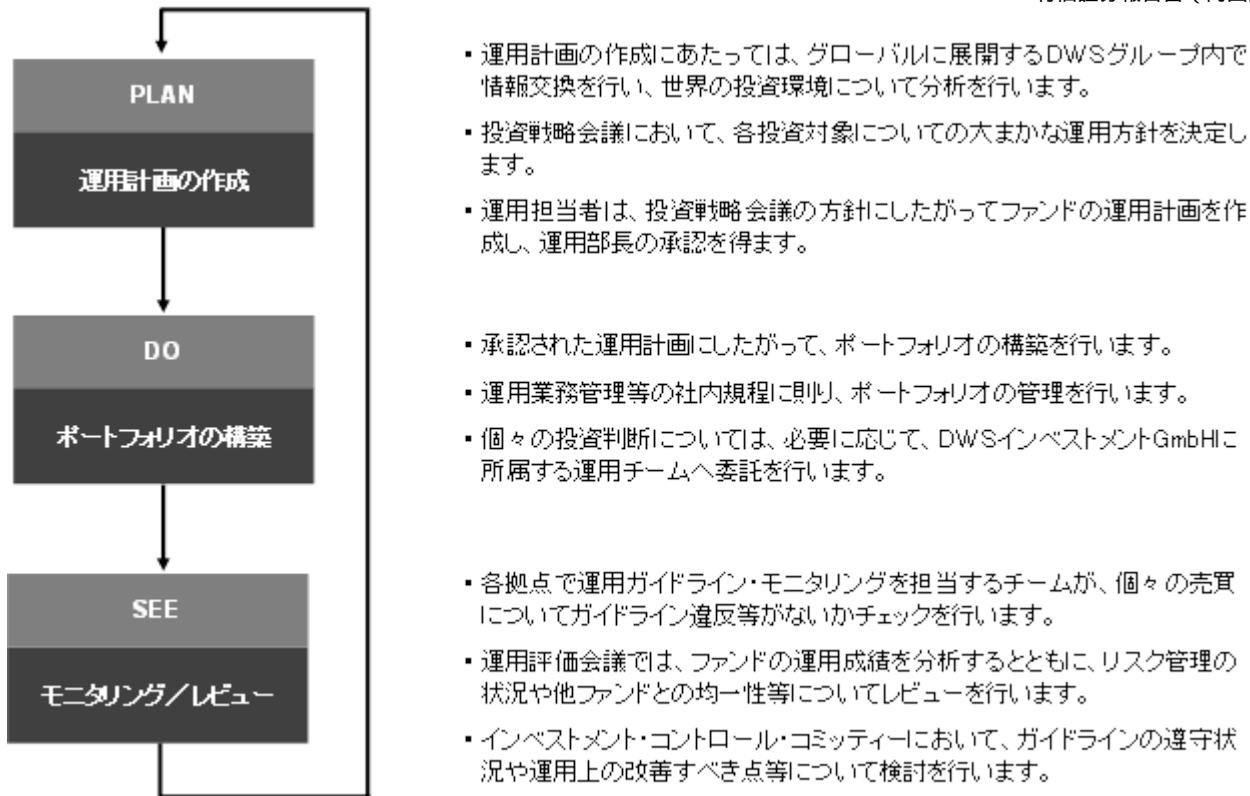 PLAN
運用計画の作成
▪ 運用計画の作成にあたっては、グローバルに展開するDWSグループ内で
情報交換を行い、世界の投資環境について分析を行います。
▪ 投資戦略会議において、各投資対象についての大まかな運用方針を決定し
ます。
▪ 運用担当者は、投資戦略会議の方針にしたがってファンドの運用計画を作
成し、運用部長の承認を得ます。
DO
ポートフォリオの構築
▪ 承認された運用計画にしたがって、ポートフォリオの構築を行います。
▪ 運用業務管理等の社内規程に則り、ポートフォリオの管理を行います。
▪ 個々の投資判断については、必要に応じて、DWSインベストメントGmbHに
所属する運用チームへ委託を行います。
SEE
モニタリング／レビュー
▪ 各拠点で運用ガイドライン・モニタリングを担当するチームが、個々の売買
についてガイドライン違反等がないかチェックを行います。
▪ 運用評価会議では、ファンドの運用成績を分析するとともに、リスク管理の
状況や他ファンドとの均一性等についてレビューを行います。
▪ インベストメント・コントロール・コミッティーにおいて、ガイドラインの遵守状
況や運用上の改善すべき点等について検討を行います。